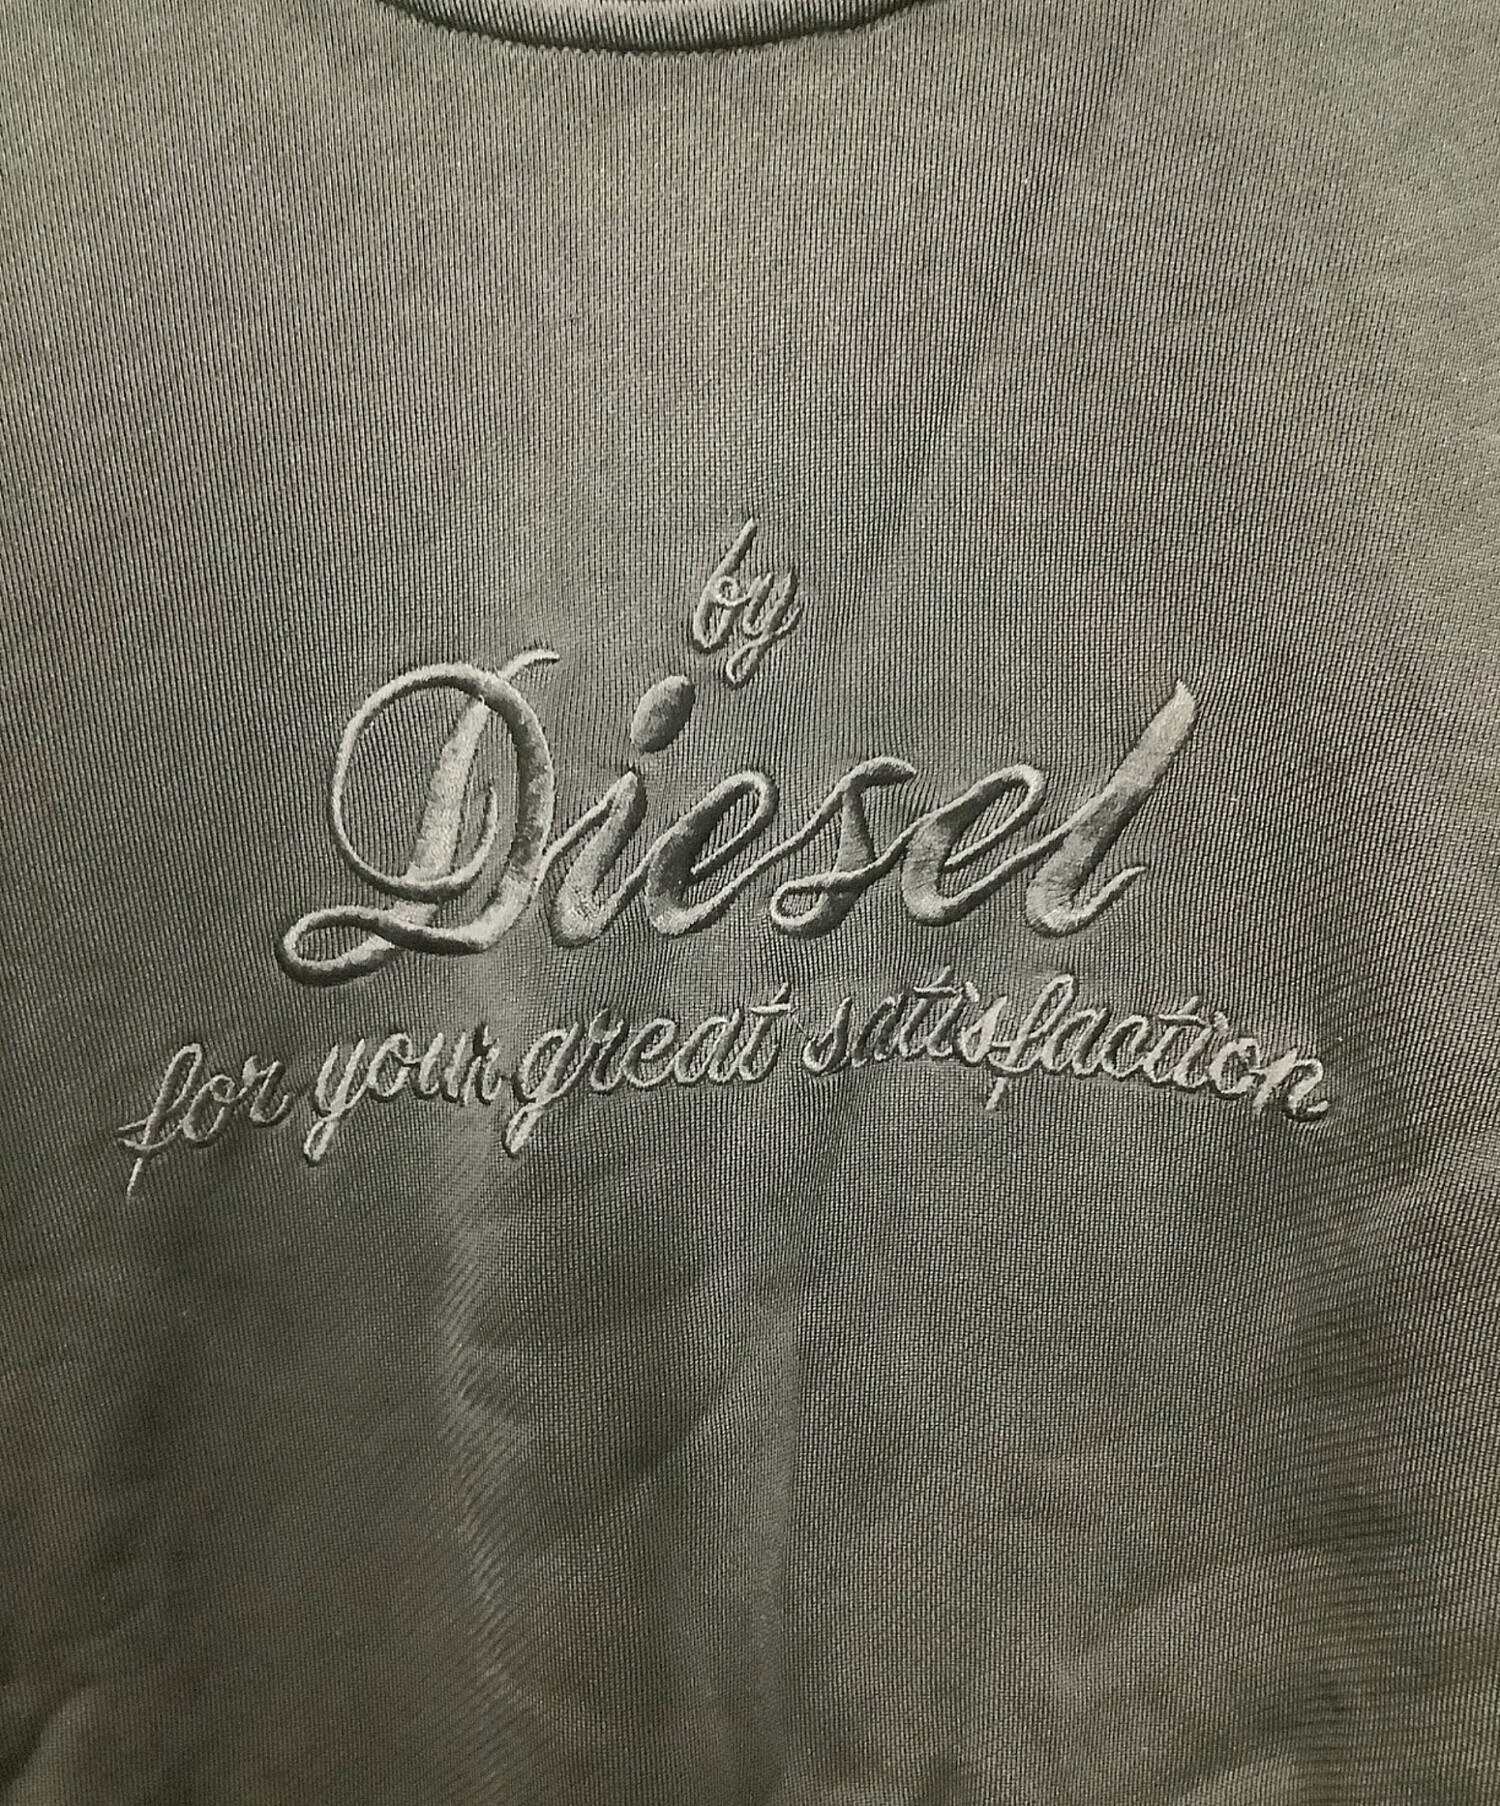 by
Diesel
for your great satisfaction